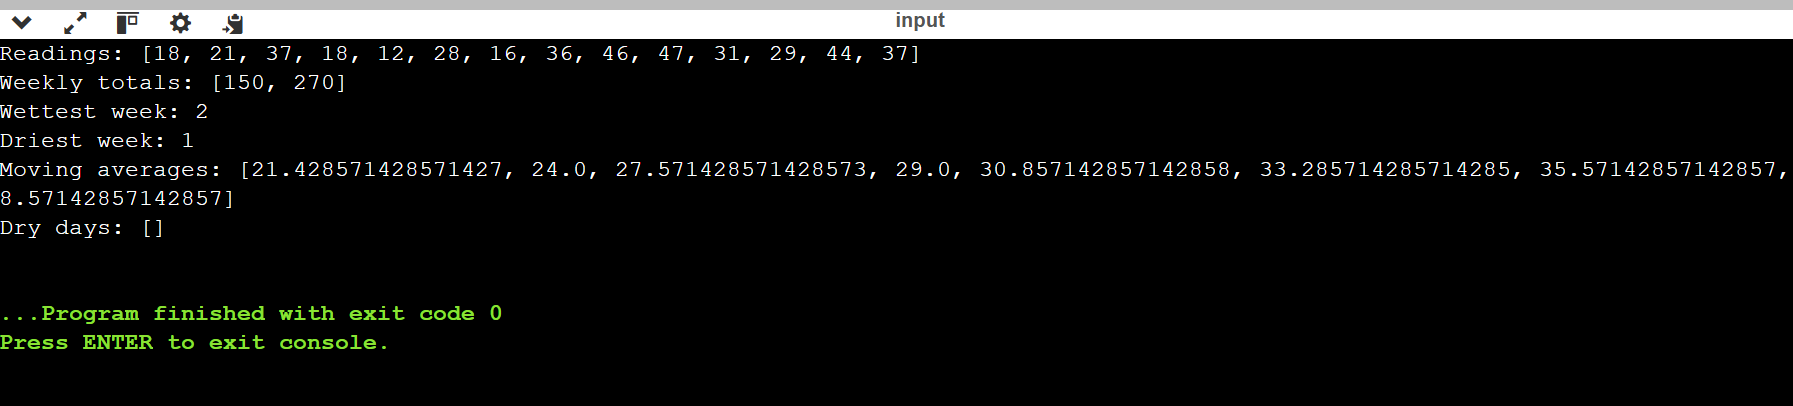 input
Readings: [18, 21, 37, 18, 12, 28, 16, 36, 46, 47, 31, 29, 44, 37]
Weekly totals: [150, 270]
Wettest week: 2
Driest week: 1
Moving averages: [21.428571428571427, 24.0, 27.571428571428573, 29.0, 30.857142857142858, 33.285714285714285, 35.57142857142857,
8.57142857142857]
Dry days: []
...Program finished with exit code 0
Press ENTER to exit console.